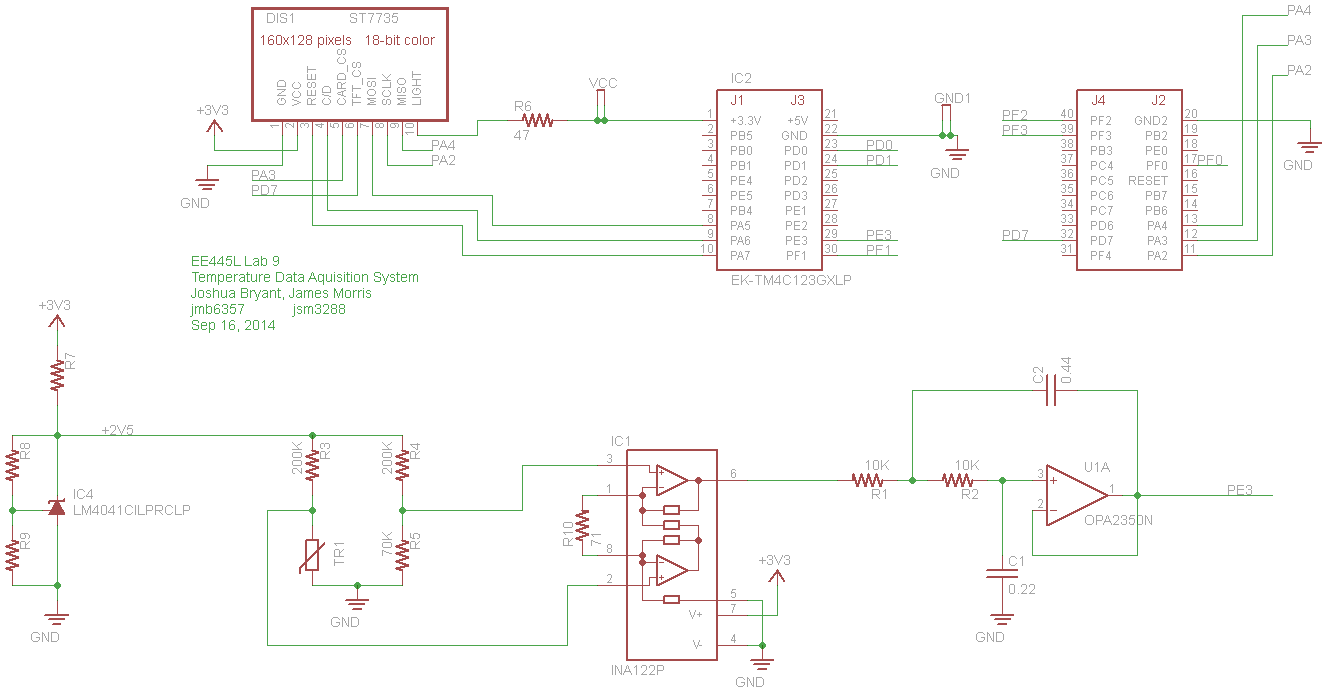 DIS1 ST7735
160x128 pixels 18-bit color
GND
VCC
RESET
C/D
CARD_CS
TFT_CS
MOSI
SCLK
MISO
LIGHT
1 2 3 4 5 6 7 8 9 10
+3V3
GND
PA3
PD7
PA4
PA2
R6
47
VCC
IC2
J1 J3
1 +3.3V +5V 21
2 PB5 GND 22
3 PB0 PD0 23 PD0
4 PB1 PD1 24 PD1
5 PE4 PD2 25
6 PE5 PD3 26
7 PB4 PE1 27
8 PA5 PE2 28
9 PA6 PE3 29 PE3
10 PA7 PF1 30 PF1
EK-TM4C123GXLP
GND1
GND
J4 J2
PF2 40 PF2 GND2 20
PF3 39 PF3 PB2 19
38 PB3 PE0 18
37 PC4 PF0 17 PF0
36 PC5 RESET 16
35 PC6 PB7 15
34 PC7 PB6 14
33 PD6 PA4 13
PD7 32 PD7 PA3 12
31 PF4 PA2 11
PA4
PA3
PA2
GND
EE445L Lab 9
Temperature Data Aquisition System
Joshua Bryant, James Morris
jmb6357 jsm3288
Sep 16, 2014
+3V3
R7
+2V5
R8
R9
IC4
LM4041CILPRCLP
GND
200K
R3
200K
R4
TR1
70K
R5
GND
R10
71
IC1
3
1
8
2
+
-
-
+
6
5
V+ 7
V- 4
INA122P
+3V3
GND
10K
R1
10K
R2
C2
0.44
C1
0.22
GND
U1A
3 +
2 -
1
OPA2350N
PE3